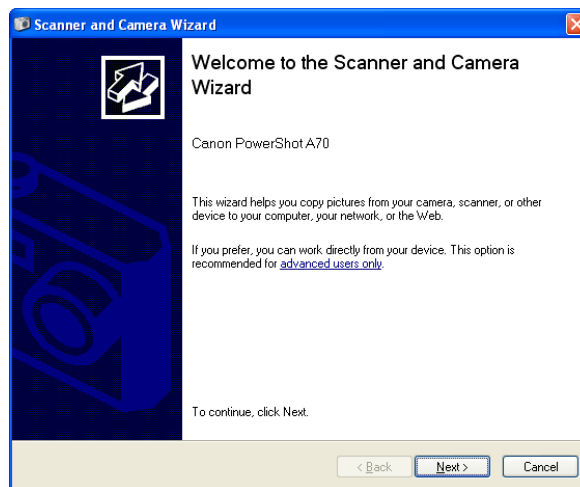 Scanner and Camera Wizard
Welcome to the Scanner and Camera
Wizard
Canon PowerShot A70
This wizard helps you copy pictures from your camera, scanner, or other
device to your computer, your network, or the Web.
If you prefer, you can work directly from your device. This option is
recommended for advanced users only.
To continue, click Next.
< Back Next > Cancel